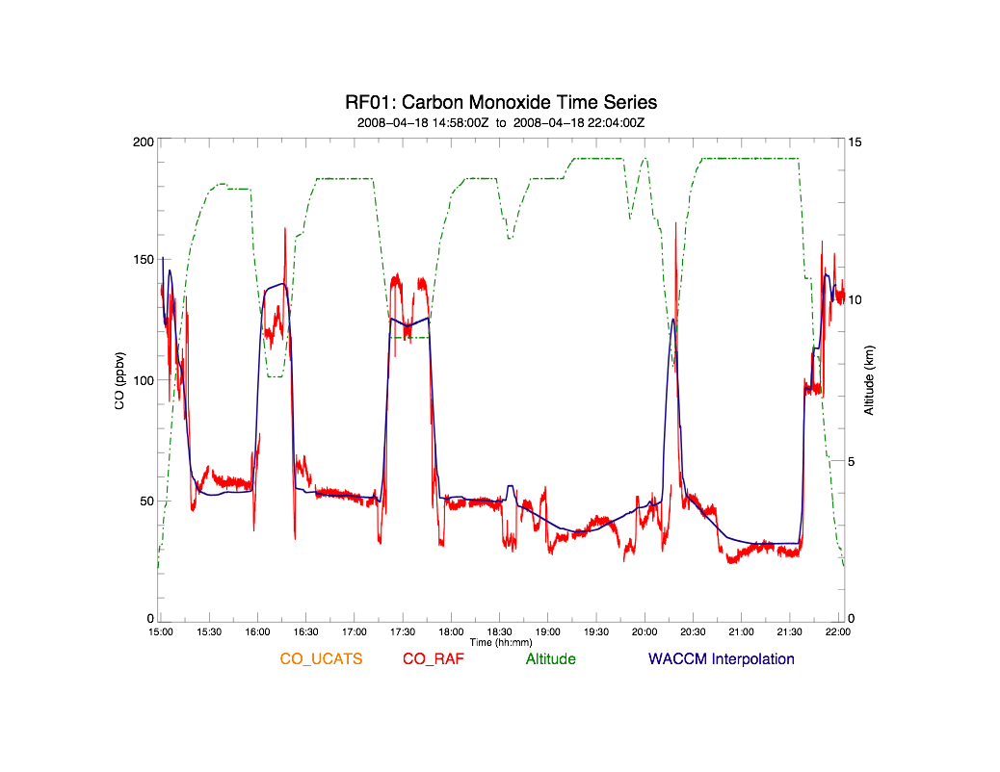 RF01: Carbon Monoxide Time Series
2008-04-18 14:58:00Z to 2008-04-18 22:04:00Z
200
150
100
50
0
CO (ppbv)
15
10
5
0
Altitude (km)
15:00 15:30 16:00 16:30 17:00 17:30 18:00 18:30 19:00 19:30 20:00 20:30 21:00 21:30 22:00
Time (hh:mm)
CO_UCATS CO_RAF Altitude WACCM Interpolation